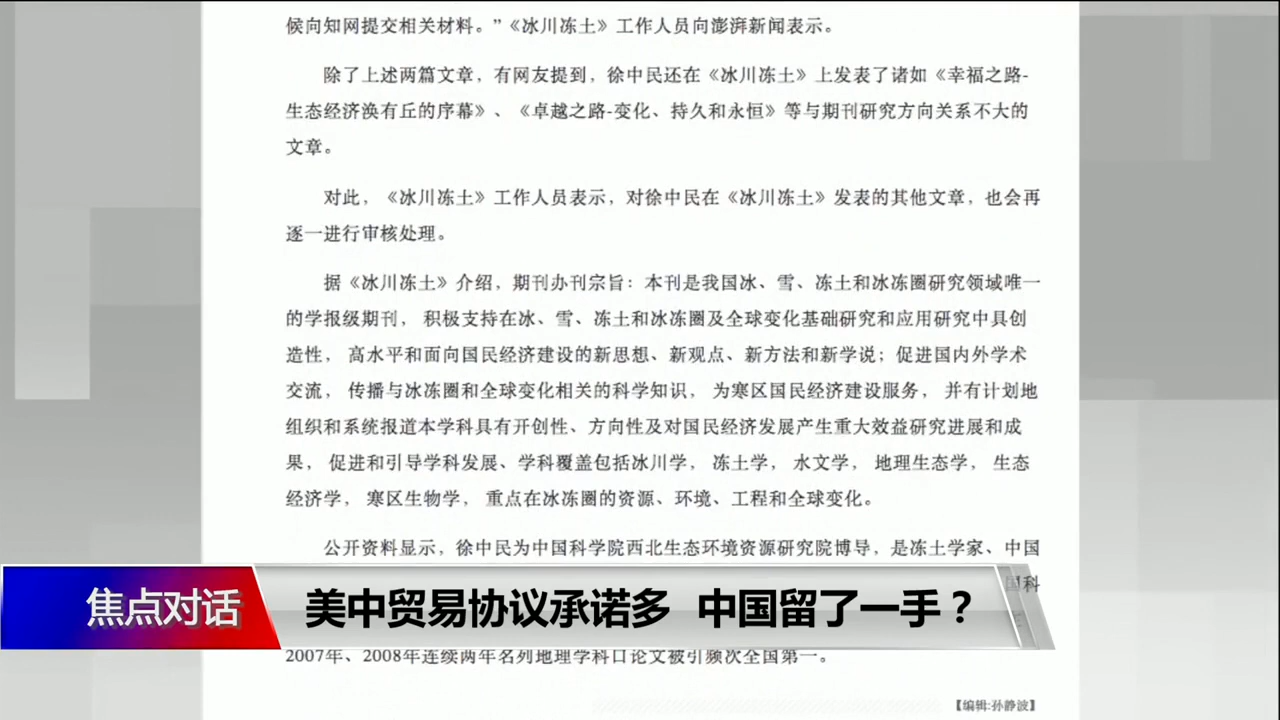 候向知网提交相关材料。”《冰川冻土》工作人员向澎湃新闻表示。
除了上述两篇文章，有网友提到，徐中民还在《冰川冻土》上发表了诸如《幸福之路-
生态经济涣有丘的序幕》、《卓越之路-变化、持久和永恒》等与期刊研究方向关系不大的
文章。
对此，《冰川冻土》工作人员表示，对徐中民在《冰川冻土》发表的其他文章，也会再
逐一进行审核处理。
据《冰川冻土》介绍，期刊办刊宗旨：本刊是我国冰、雪、冻土和冰冻圈研究领域唯一
的学报级期刊， 积极支持在冰、雪、冻土和冰冻圈及全球变化基础研究和应用研究中具创
造性， 高水平和面向国民经济建设的新思想、新观点、新方法和新学说；促进国内外学术
交流， 传播与冰冻圈和全球变化相关的科学知识， 为寒区国民经济建设服务， 并有计划地
组织和系统报道本学科具有开创性、方向性及对国民经济发展产生重大效益研究进展和成
果， 促进和引导学科发展、学科覆盖包括冰川学， 冻土学， 水文学， 地理生态学， 生态
经济学， 寒区生物学， 重点在冰冻圈的资源、环境、工程和全球变化。
公开资料显示，徐中民为中国科学院西北生态环境资源研究院博导，是冻土学家、中国
国科
焦点对话 美中贸易协议承诺多 中国留了一手？
2007年、2008年连续两年名列地理学科口论文被引频次全国第一。
【编辑:孙静波】